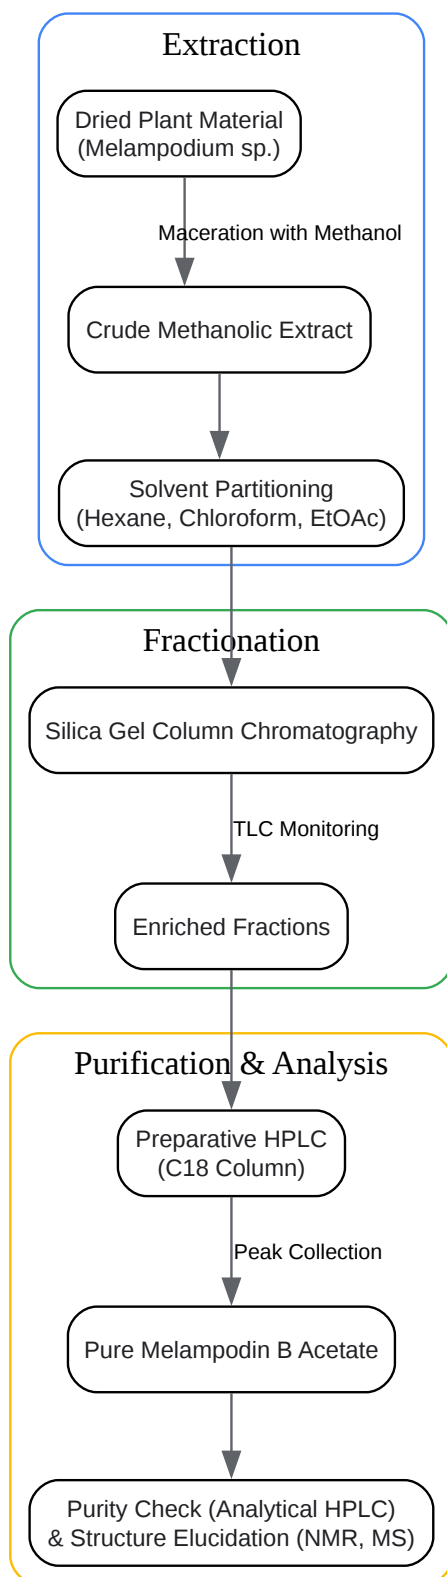 Extraction
Dried Plant Material
(Melampodium sp.)
Maceration with Methanol
Crude Methanolic Extract
Solvent Partitioning
(Hexane, Chloroform, EtOAc)
Fractionation
Silica Gel Column Chromatography
TLC Monitoring
Enriched Fractions
Purification & Analysis
Preparative HPLC
(C18 Column)
Peak Collection
Pure Melampodin B Acetate
Purity Check (Analytical HPLC)
& Structure Elucidation (NMR, MS)